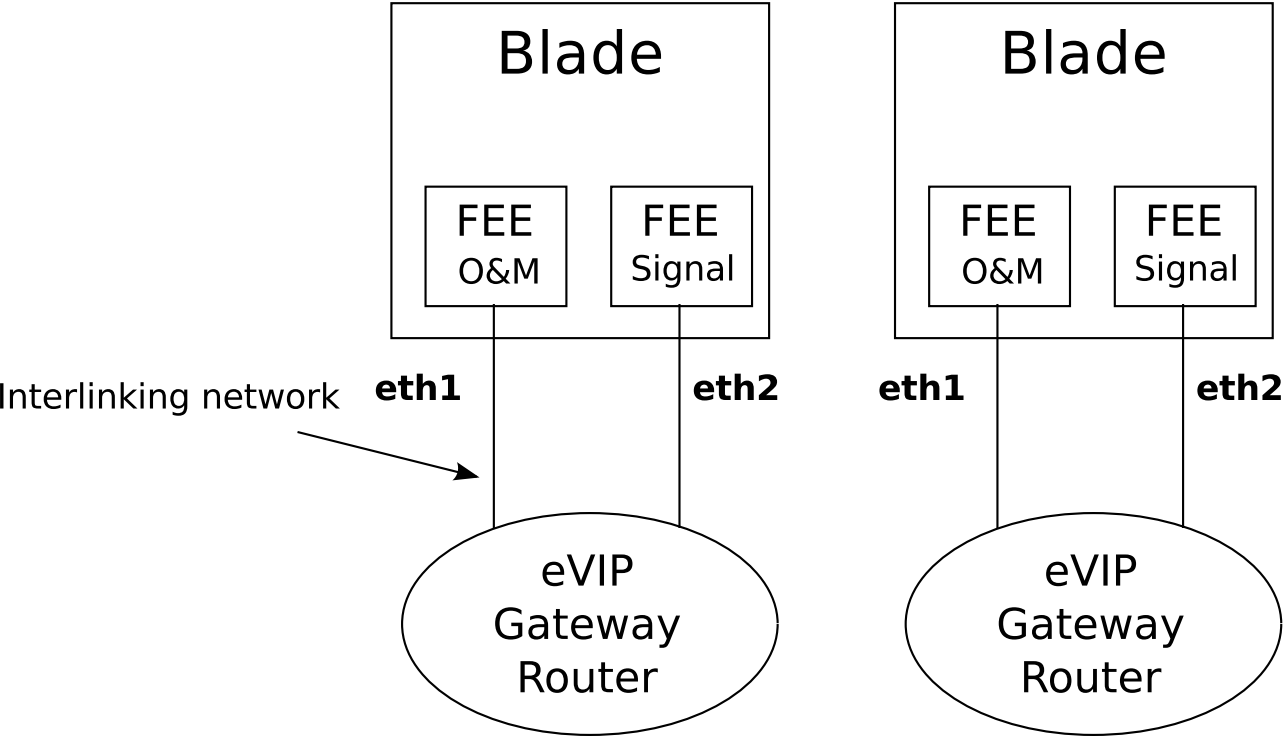 Blade
FEE
O&M
FEE
Signal
Blade
FEE
O&M
FEE
Signal
Interlinking network
eth1
eth2
eth1
eth2
eVIP
Gateway
Router
eVIP
Gateway
Router